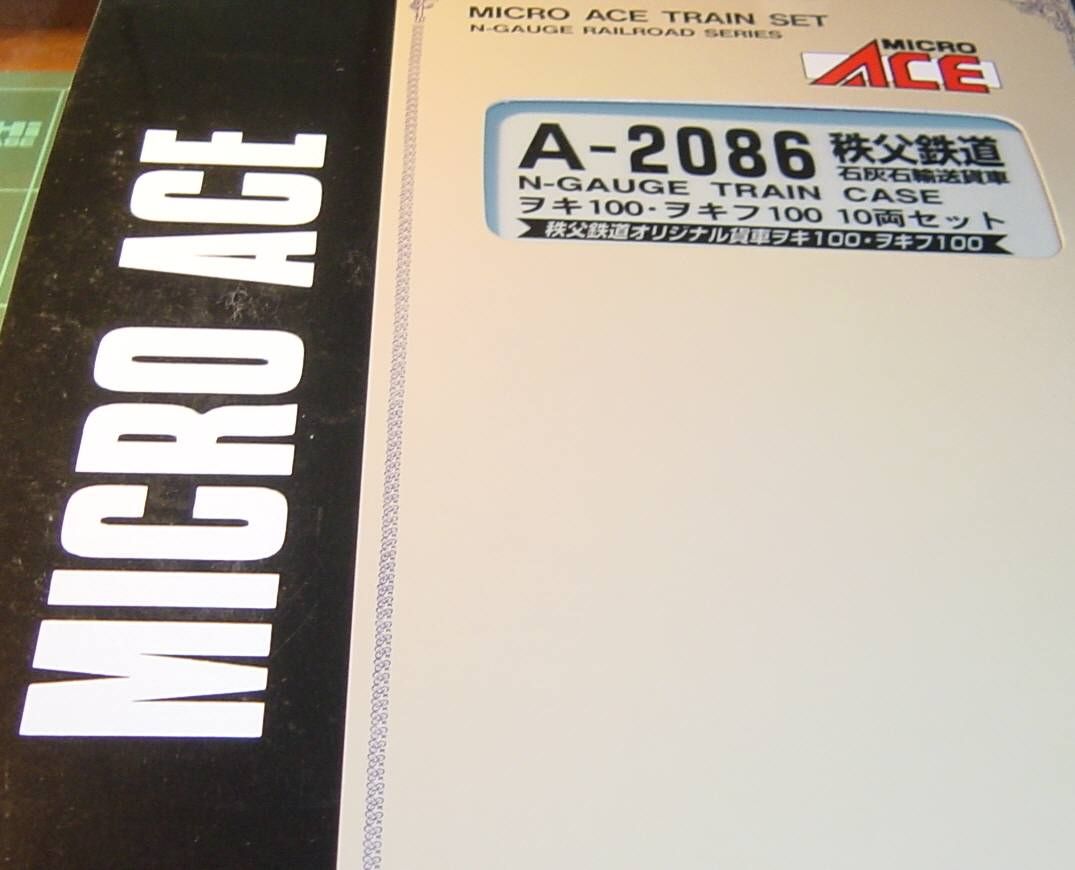 MICRO ACE
MICRO ACE TRAIN SET
N-GAUGE RAILROAD SERIES
MICRO
ACE
A-2086 秩父鉄道
石灰石輸送貨車
N-GAUGE TRAIN CASE
ヲキ100・ヲキフ100 10両セット
秩父鉄道オリジナル貨車ヲキ100・ヲキフ100